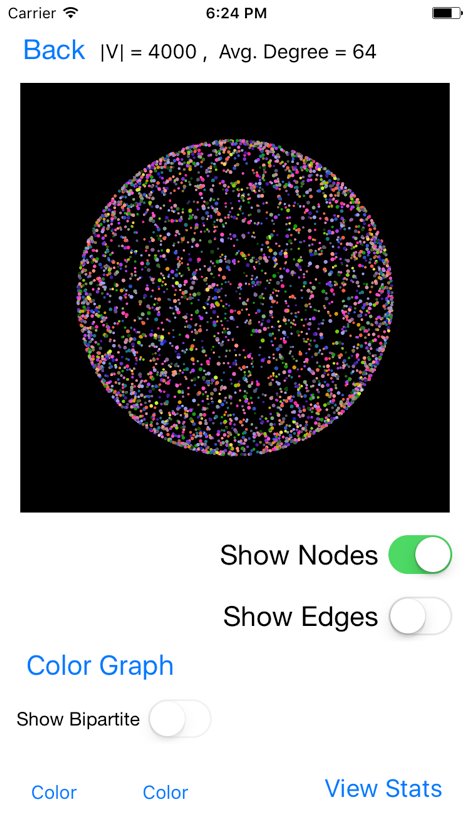 Carrier 6:24 PM
Back |V| = 4000 , Avg. Degree = 64
Show Nodes
Show Edges
Color Graph
Show Bipartite
Color Color View Stats